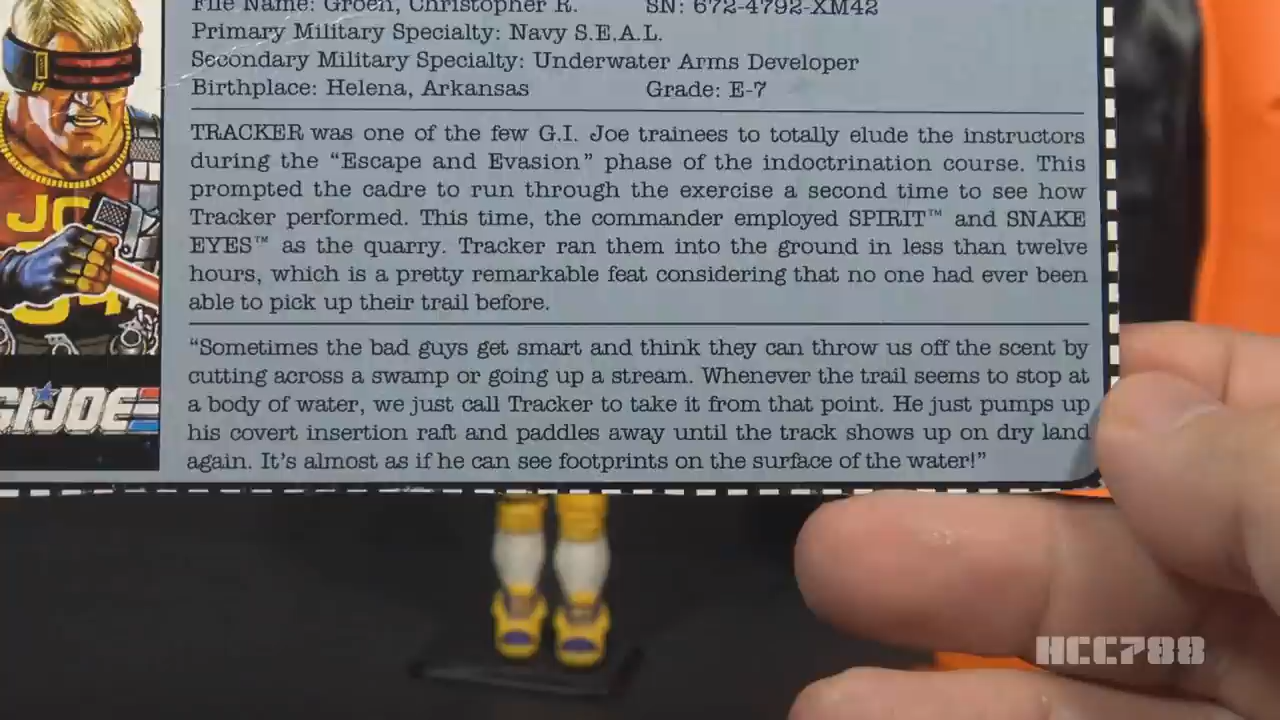 File Name: Groen, Christopher R. SN: 672-4792-XM42
Primary Military Specialty: Navy S.E.A.L.
Secondary Military Specialty: Underwater Arms Developer
Birthplace: Helena, Arkansas Grade: E-7
TRACKER was one of the few G.I. Joe trainees to totally elude the instructors
during the “Escape and Evasion” phase of the indoctrination course. This
prompted the cadre to run through the exercise a second time to see how
Tracker performed. This time, the commander employed SPIRIT™ and SNAKE
EYES™ as the quarry. Tracker ran them into the ground in less than twelve
hours, which is a pretty remarkable feat considering that no one had ever been
able to pick up their trail before.
“Sometimes the bad guys get smart and think they can throw us off the scent by
cutting across a swamp or going up a stream. Whenever the trail seems to stop at
a body of water, we just call Tracker to take it from that point. He just pumps up
his covert insertion raft and paddles away until the track shows up on dry land
again. It’s almost as if he can see footprints on the surface of the water!”
GI JOE
HCC788